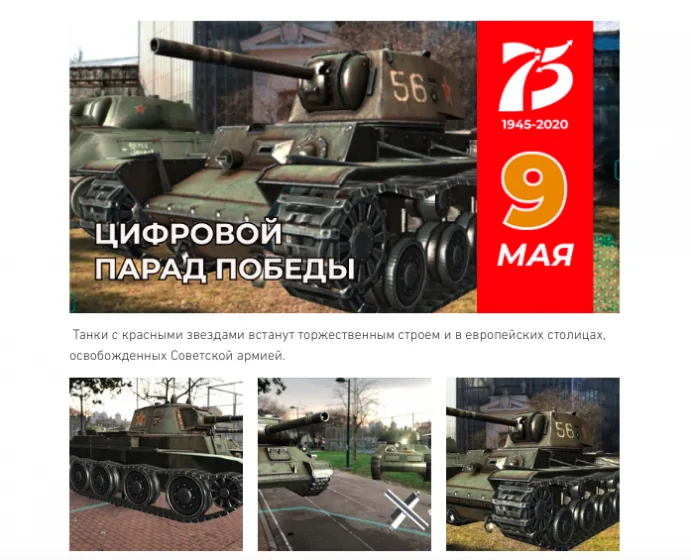 75
1945-2020
9
МАЯ
56
ЦИФРОВОЙ
ПАРАД ПОБЕДЫ
Танки с красными звездами встанут торжественным строем и в европейских столицах,
освобожденных Советской армией.
56